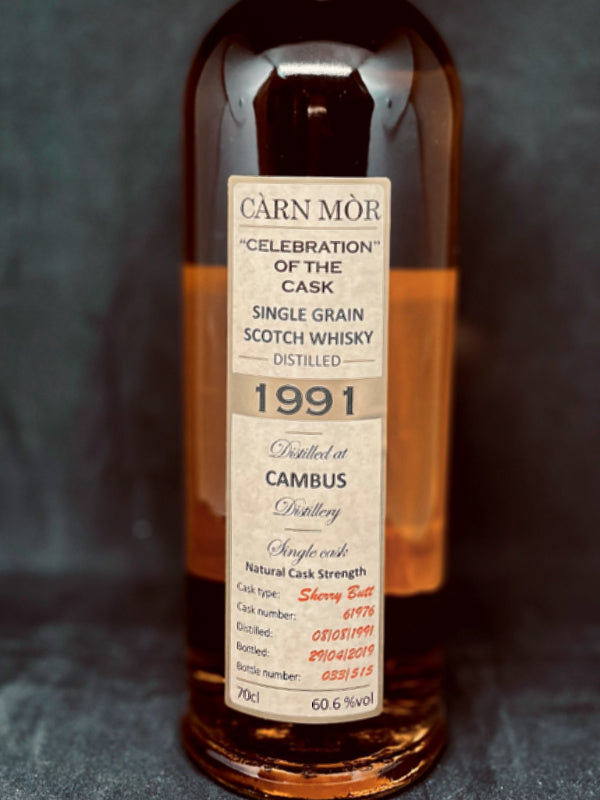 CÀRN MÒR
“CELEBRATION”
OF THE
CASK
SINGLE GRAIN
SCOTCH WHISKY
DISTILLED
1991
Distilled at
CAMBUS
Distillery
Single cask
Natural Cask Strength
Cask type: Sherry Butt
Cask number: 61976
Distilled: 08/08/1991
Bottled: 29/04/2019
Bottle number: 033/515
70cl 60.6 %vol